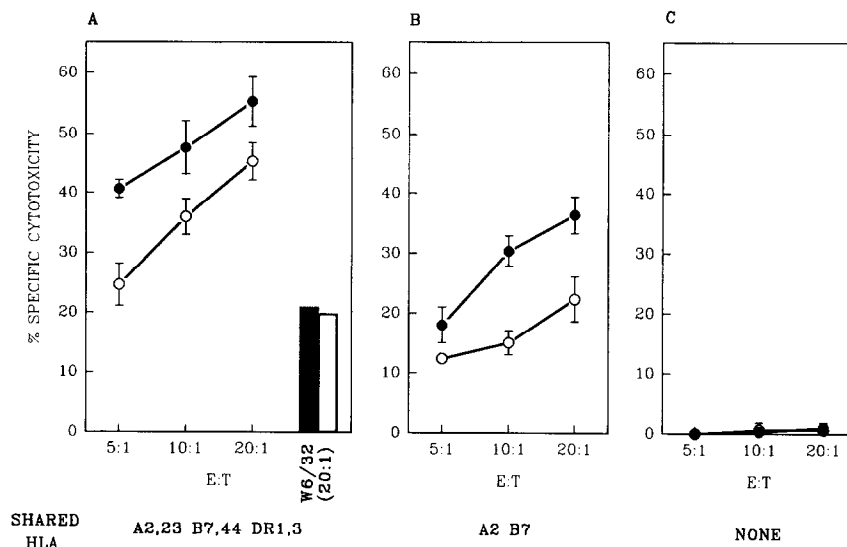 A
B
C
% SPECIFIC CYTOTOXICITY
60
50
40
30
20
10
0
5:1
10:1
20:1
E:T
W6/32
(20:1)
60
50
40
30
20
10
0
5:1
10:1
20:1
E:T
60
50
40
30
20
10
0
5:1
10:1
20:1
E:T
SHARED
HLA
A2,23 B7,44 DR1,3
A2 B7
NONE